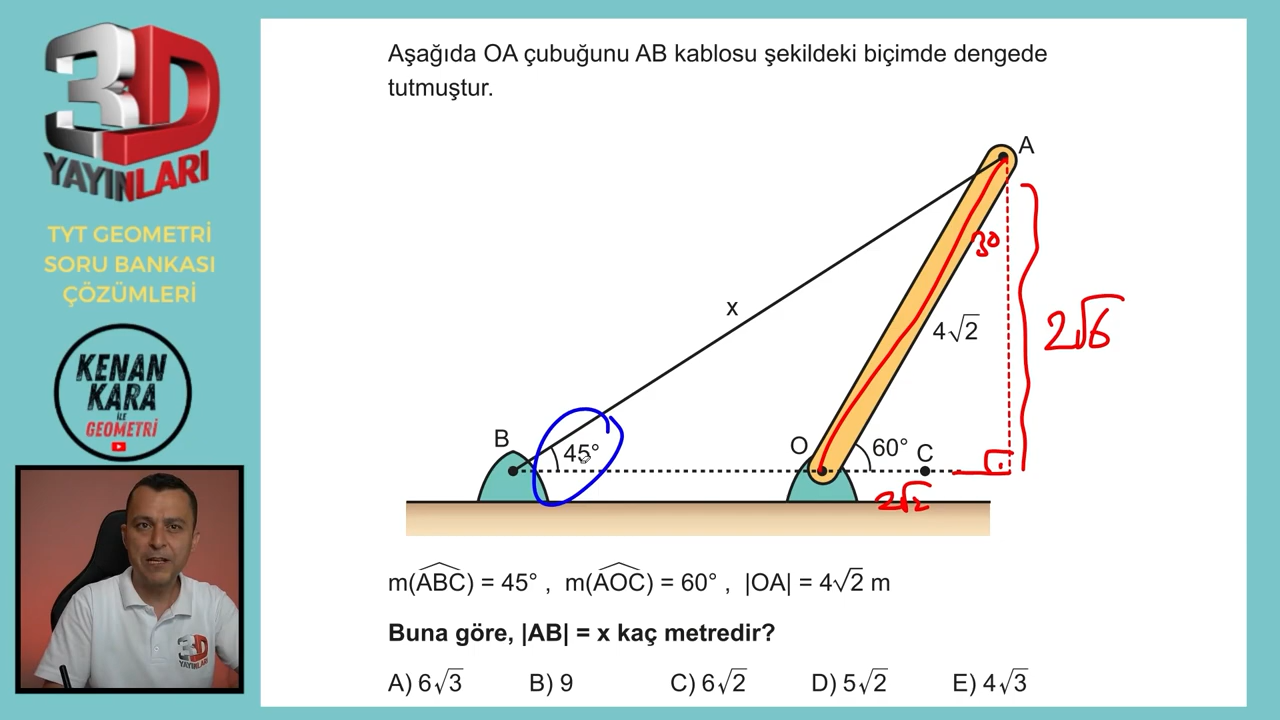 3D
YAYINLARI
TYT GEOMETRİ
SORU BANKASI
ÇÖZÜMLERİ
KENAN
KARA
İLE
GEOMETRİ
3D
YAYINLARI
Aşağıda OA çubuğunu AB kablosu şekildeki biçimde dengede
tutmuştur.
A
30
x
4√2
2√6
B
45°
O
60°
C
2√2
m(ABC) = 45° , m(AOC) = 60° , |OA| = 4√2 m
Buna göre, |AB| = x kaç metredir?
A) 6√3 B) 9 C) 6√2 D) 5√2 E) 4√3